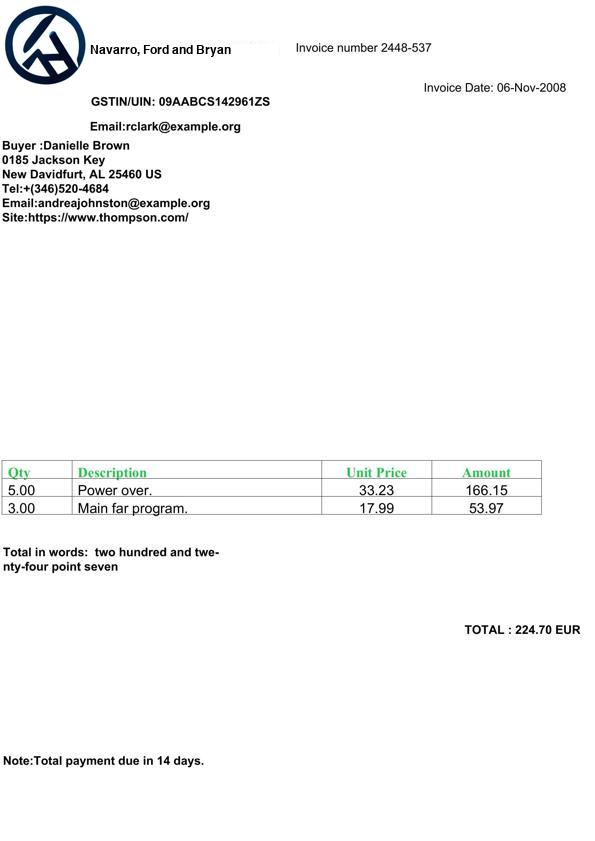 Navarro, Ford and Bryan
Invoice number 2448-537
Invoice Date: 06-Nov-2008
GSTIN/UIN: 09AABCS142961ZS
Email:rclark@example.org
Buyer :Danielle Brown
0185 Jackson Key
New Davidfurt, AL 25460 US
Tel:+(346)520-4684
Email:andreajohnston@example.org
Site:https://www.thompson.com/
Qty Description Unit Price Amount
5.00 Power over. 33.23 166.15
3.00 Main far program. 17.99 53.97
Total in words:  two hundred and twe-
nty-four point seven
TOTAL : 224.70 EUR
Note:Total payment due in 14 days.